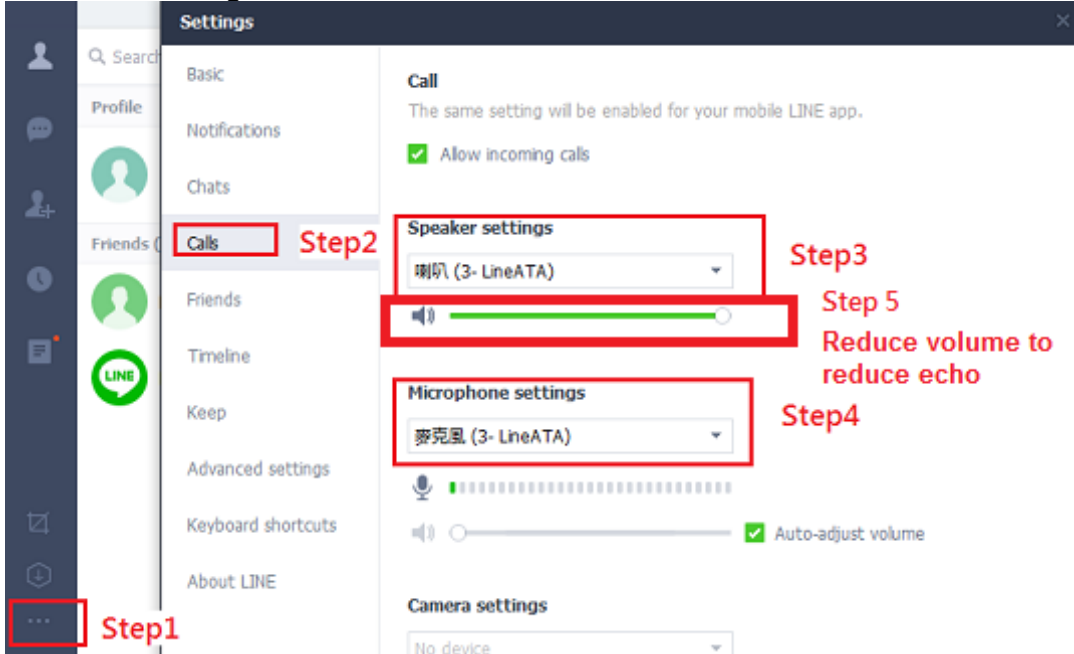 Settings
Search
Profile
Friends (
LINE
Basic
Notifications
Chats
Calls
Step2
Friends
Timeline
Keep
Advanced settings
Keyboard shortcuts
About LINE
Step1
Call
The same setting will be enabled for your mobile LINE app.
Allow incoming calls
Speaker settings
喇叭 (3- LineATA)
Step3
Step 5
Reduce volume to
reduce echo
Microphone settings
麥克風 (3- LineATA)
Step4
Auto-adjust volume
Camera settings
No device